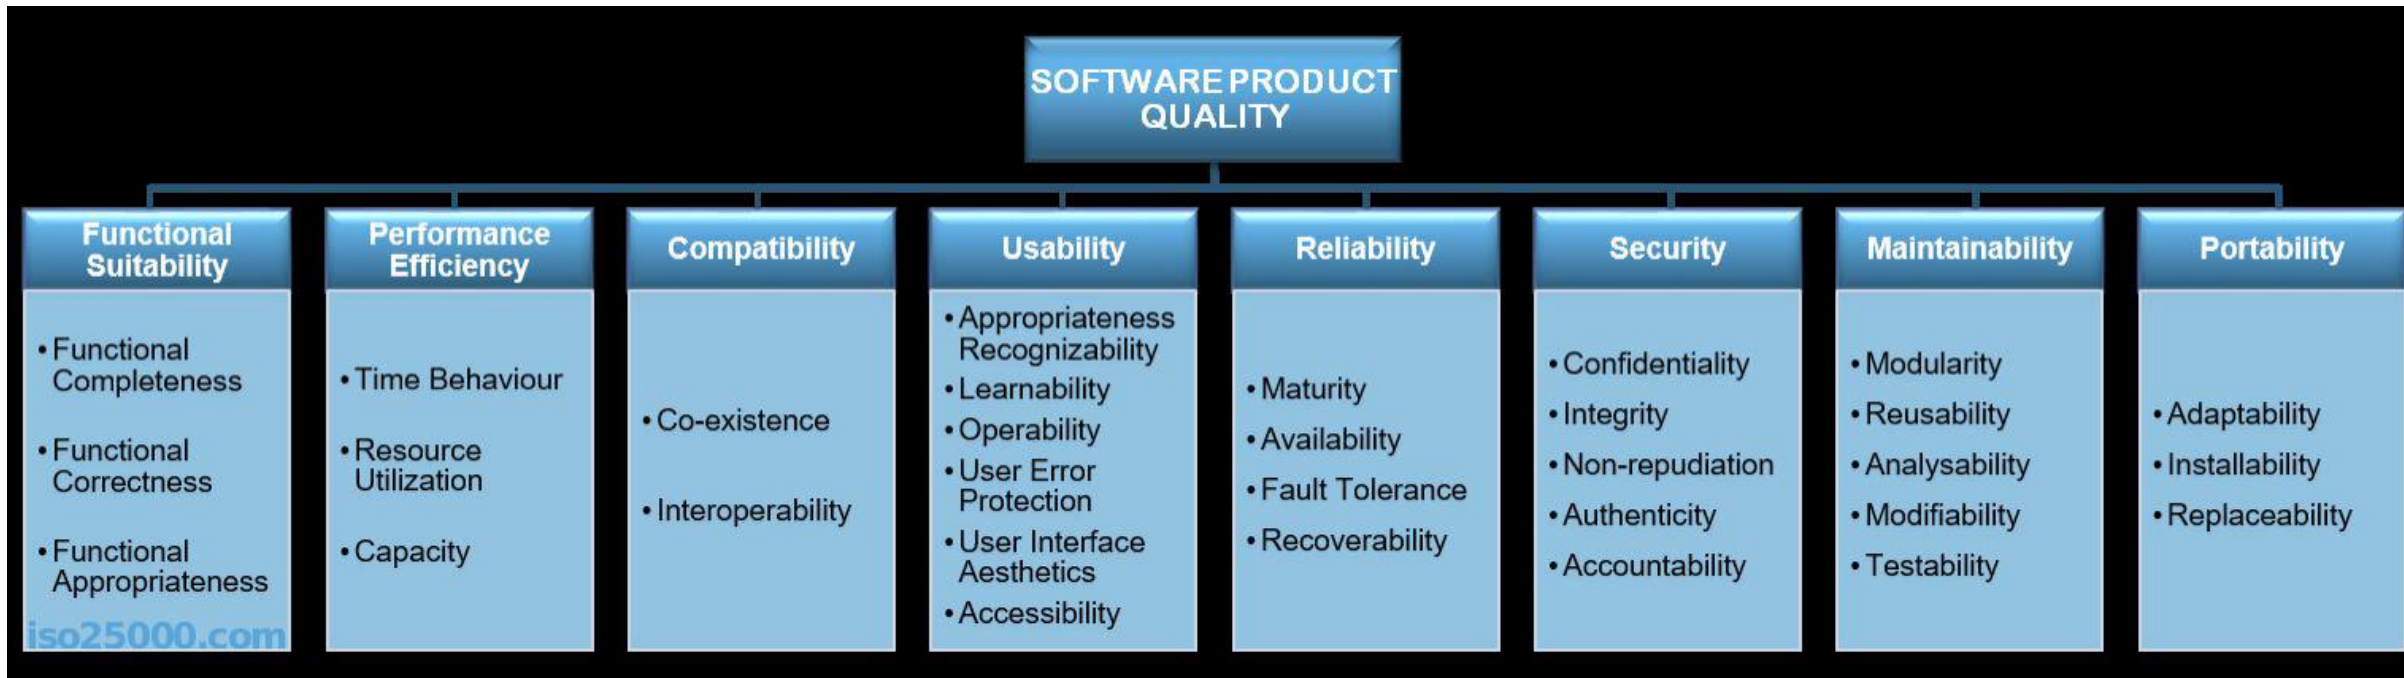 SOFTWARE PRODUCT
QUALITY
Functional
Suitability
• Functional
Completeness
• Functional
Correctness
• Functional
Appropriateness
iso25000.com
Performance
Efficiency
• Time Behaviour
• Resource
Utilization
• Capacity
Compatibility
• Co-existence
• Interoperability
Usability
• Appropriateness
Recognizability
• Learnability
• Operability
• User Error
Protection
• User Interface
Aesthetics
• Accessibility
Reliability
• Maturity
• Availability
• Fault Tolerance
• Recoverability
Security
• Confidentiality
• Integrity
• Non-repudiation
• Authenticity
• Accountability
Maintainability
• Modularity
• Reusability
• Analysability
• Modifiability
• Testability
Portability
• Adaptability
• Installability
• Replaceability